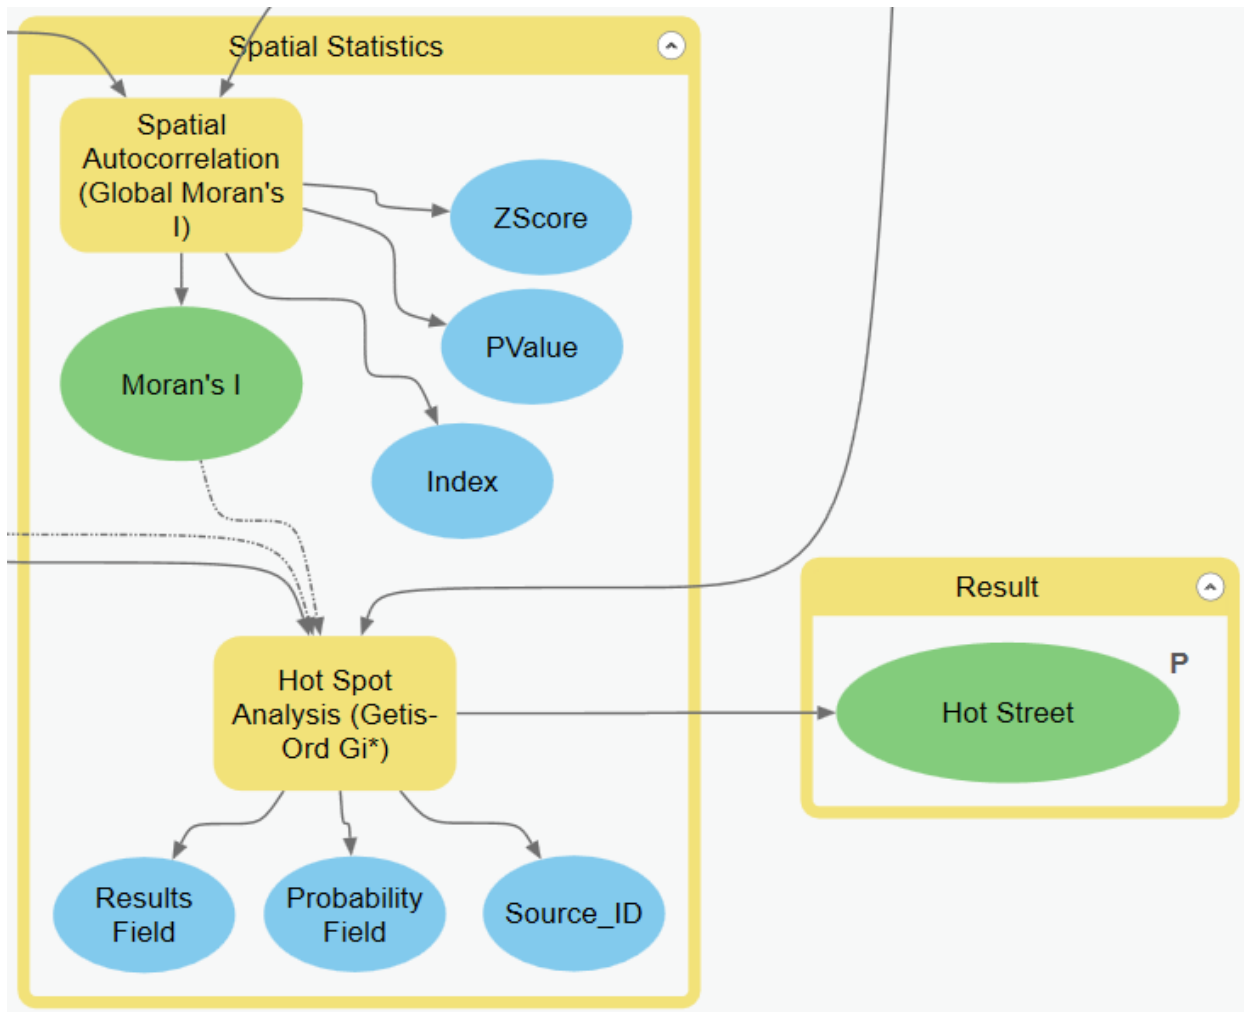 Spatial Statistics
Spatial
Autocorrelation
(Global Moran's
I)
ZScore
PValue
Moran's I
Index
Result
P
Hot Street
Hot Spot
Analysis (Getis-
Ord Gi*)
Results
Field
Probability
Field
Source_ID